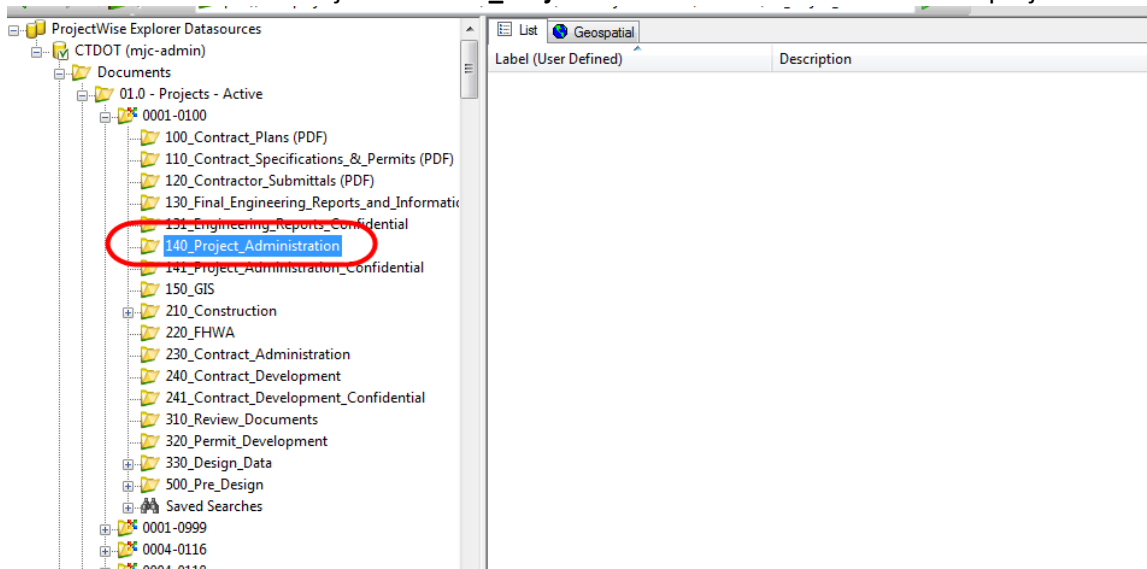 ProjectWise Explorer Datasources
CTDOT (mjc-admin)
Documents
01.0 - Projects - Active
0001-0100
100_Contract_Plans (PDF)
110_Contract_Specifications_&_Permits (PDF)
120_Contractor_Submittals (PDF)
130_Final_Engineering_Reports_and_Informatic
131_Engineering_Reports_Confidential
140_Project_Administration
141_Project_Administration_Confidential
150_GIS
210_Construction
220_FHWA
230_Contract_Administration
240_Contract_Development
241_Contract_Development_Confidential
310_Review_Documents
320_Permit_Development
330_Design_Data
500_Pre_Design
Saved Searches
0001-0999
0004-0116
List Geospatial
Label (User Defined) Description